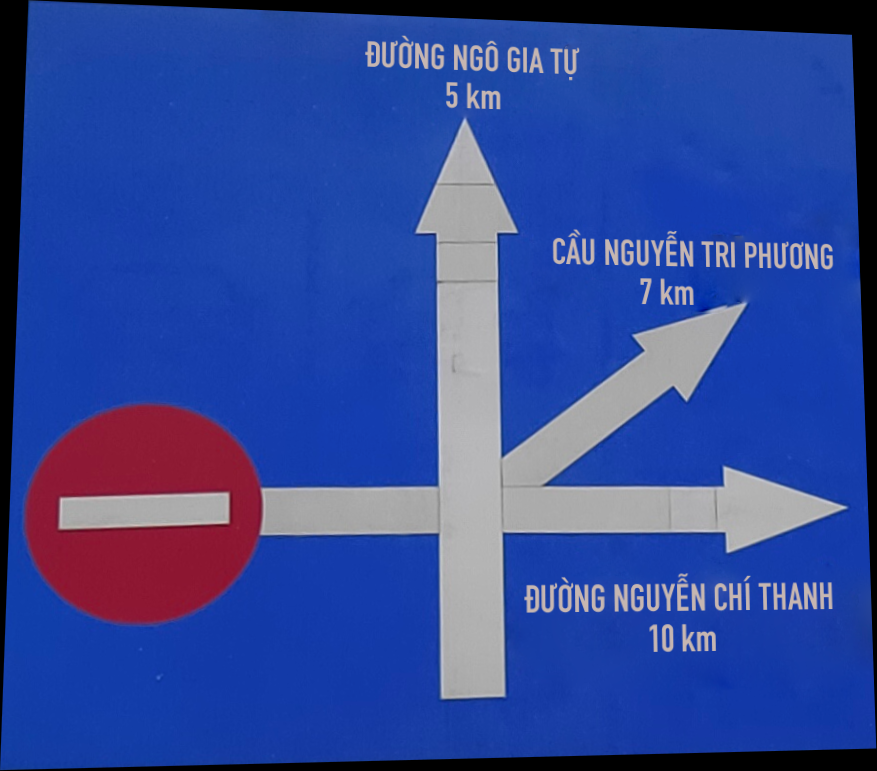 ĐƯỜNG NGÔ GIA TỰ
5 km
CẦU NGUYỄN TRI PHƯƠNG
7 km
ĐƯỜNG NGUYỄN CHÍ THANH
10 km